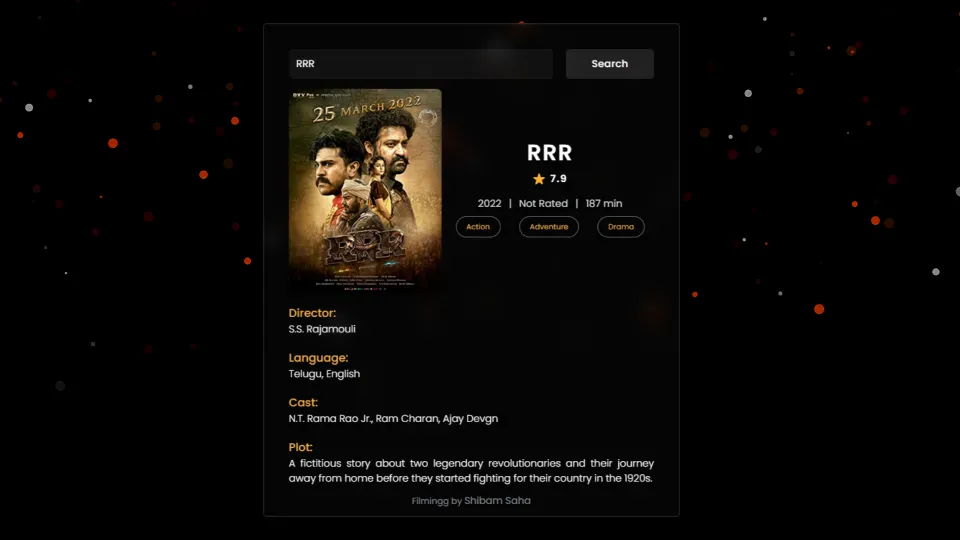 RRR
Search
25 MARCH 2022
RRR
RRR
7.9
2022 | Not Rated | 187 min
Action Adventure Drama
Director:
S.S. Rajamouli
Language:
Telugu, English
Cast:
N.T. Rama Rao Jr., Ram Charan, Ajay Devgn
Plot:
A fictitious story about two legendary revolutionaries and their journey
away from home before they started fighting for their country in the 1920s.
Filmingg by Shibam Saha